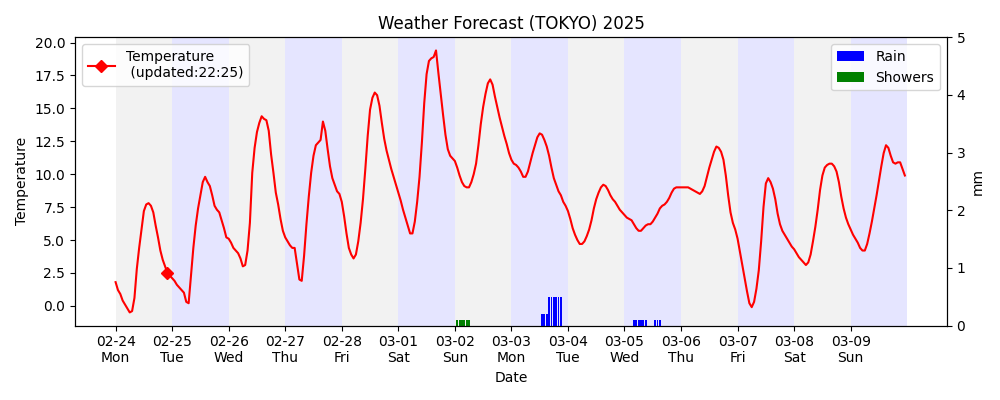 Weather Forecast (TOKYO) 2025
Temperature
(updated:22:25)
Rain
Showers
Temperature
20.0
17.5
15.0
12.5
10.0
7.5
5.0
2.5
0.0
5
4
3
2
1
0
mm
02-24 02-25 02-26 02-27 02-28 03-01 03-02 03-03 03-04 03-05 03-06 03-07 03-08 03-09
Mon Tue Wed Thu Fri Sat Sun Mon Tue Wed Thu Fri Sat Sun
Date